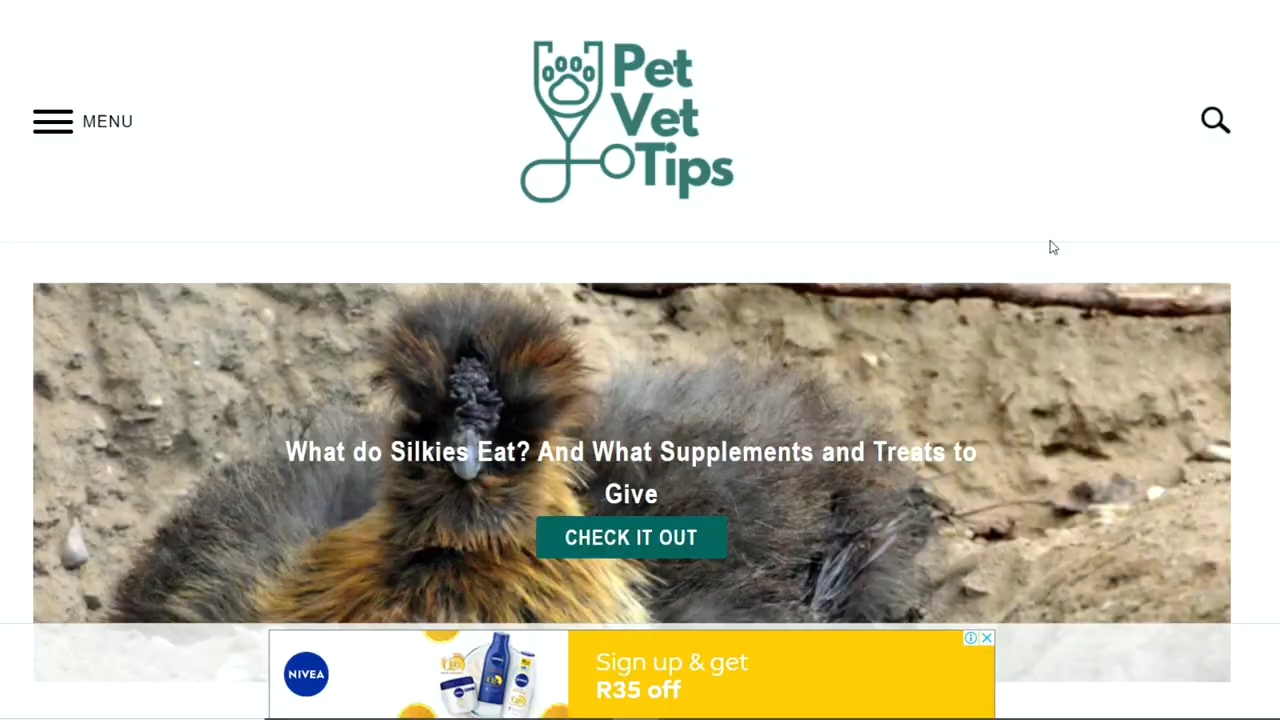 MENU
Pet
Vet
Tips
What do Silkies Eat? And What Supplements and Treats to
Give
CHECK IT OUT
NIVEA
Q10
Sign up & get
R35 off